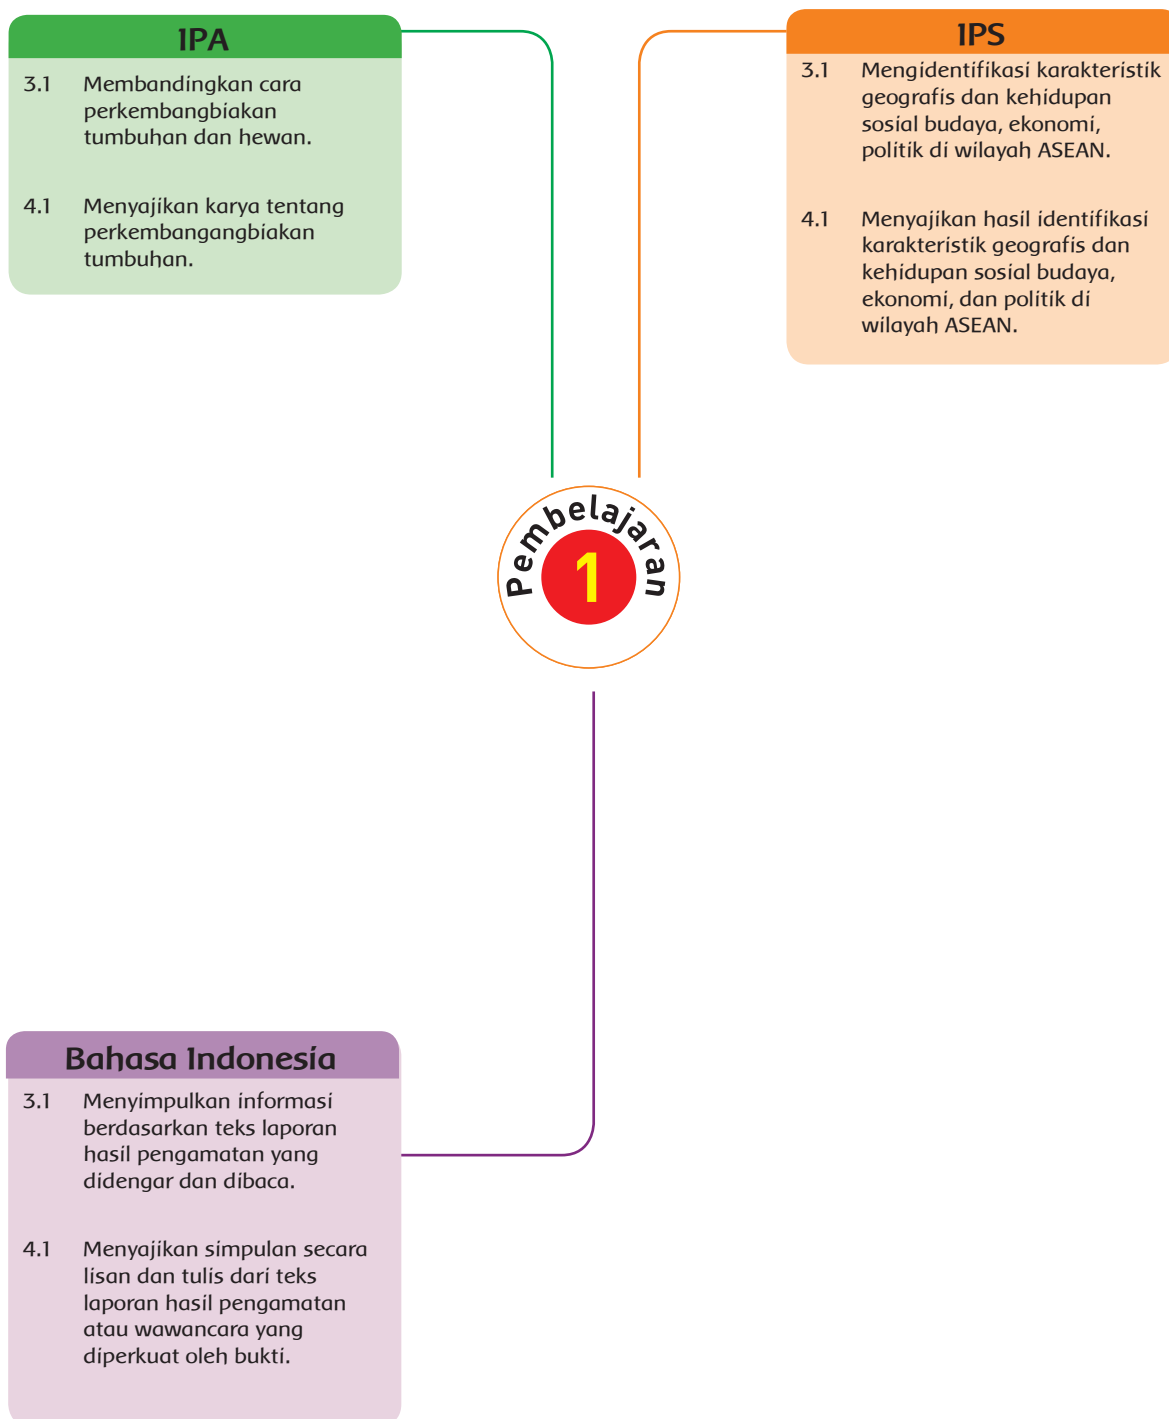 IPA
3.1 Membandingkan cara
perkembangbiakan
tumbuhan dan hewan.
4.1 Menyajikan karya tentang
perkembangangbiakan
tumbuhan.
IPS
3.1 Mengidentifikasi karakteristik
geografis dan kehidupan
sosial budaya, ekonomi,
politik di wilayah ASEAN.
4.1 Menyajikan hasil identifikasi
karakteristik geografis dan
kehidupan sosial budaya,
ekonomi, dan politik di
wilayah ASEAN.
Pembelajaran
1
Bahasa Indonesia
3.1 Menyimpulkan informasi
berdasarkan teks laporan
hasil pengamatan yang
didengar dan dibaca.
4.1 Menyajikan simpulan secara
lisan dan tulis dari teks
laporan hasil pengamatan
atau wawancara yang
diperkuat oleh bukti.